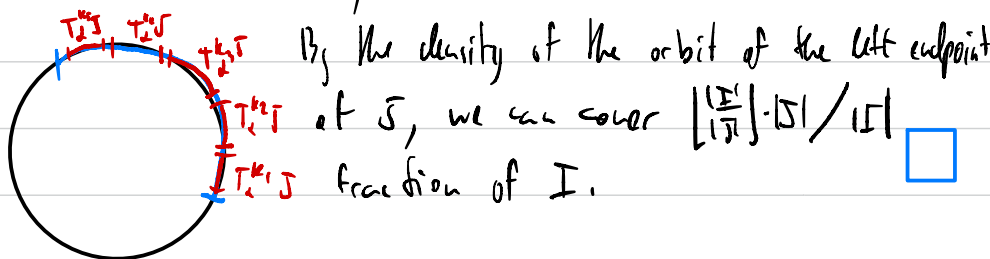 T_α^{k_5}J T_α^{k_4}J By the density of the orbit of the left endpoint
T_α^{k_3}J
T_α^{k_2}J of J, we can cover ⌊|I|/|J|⌋·|J|/|I|
T_α^{k_1}J fraction of I.